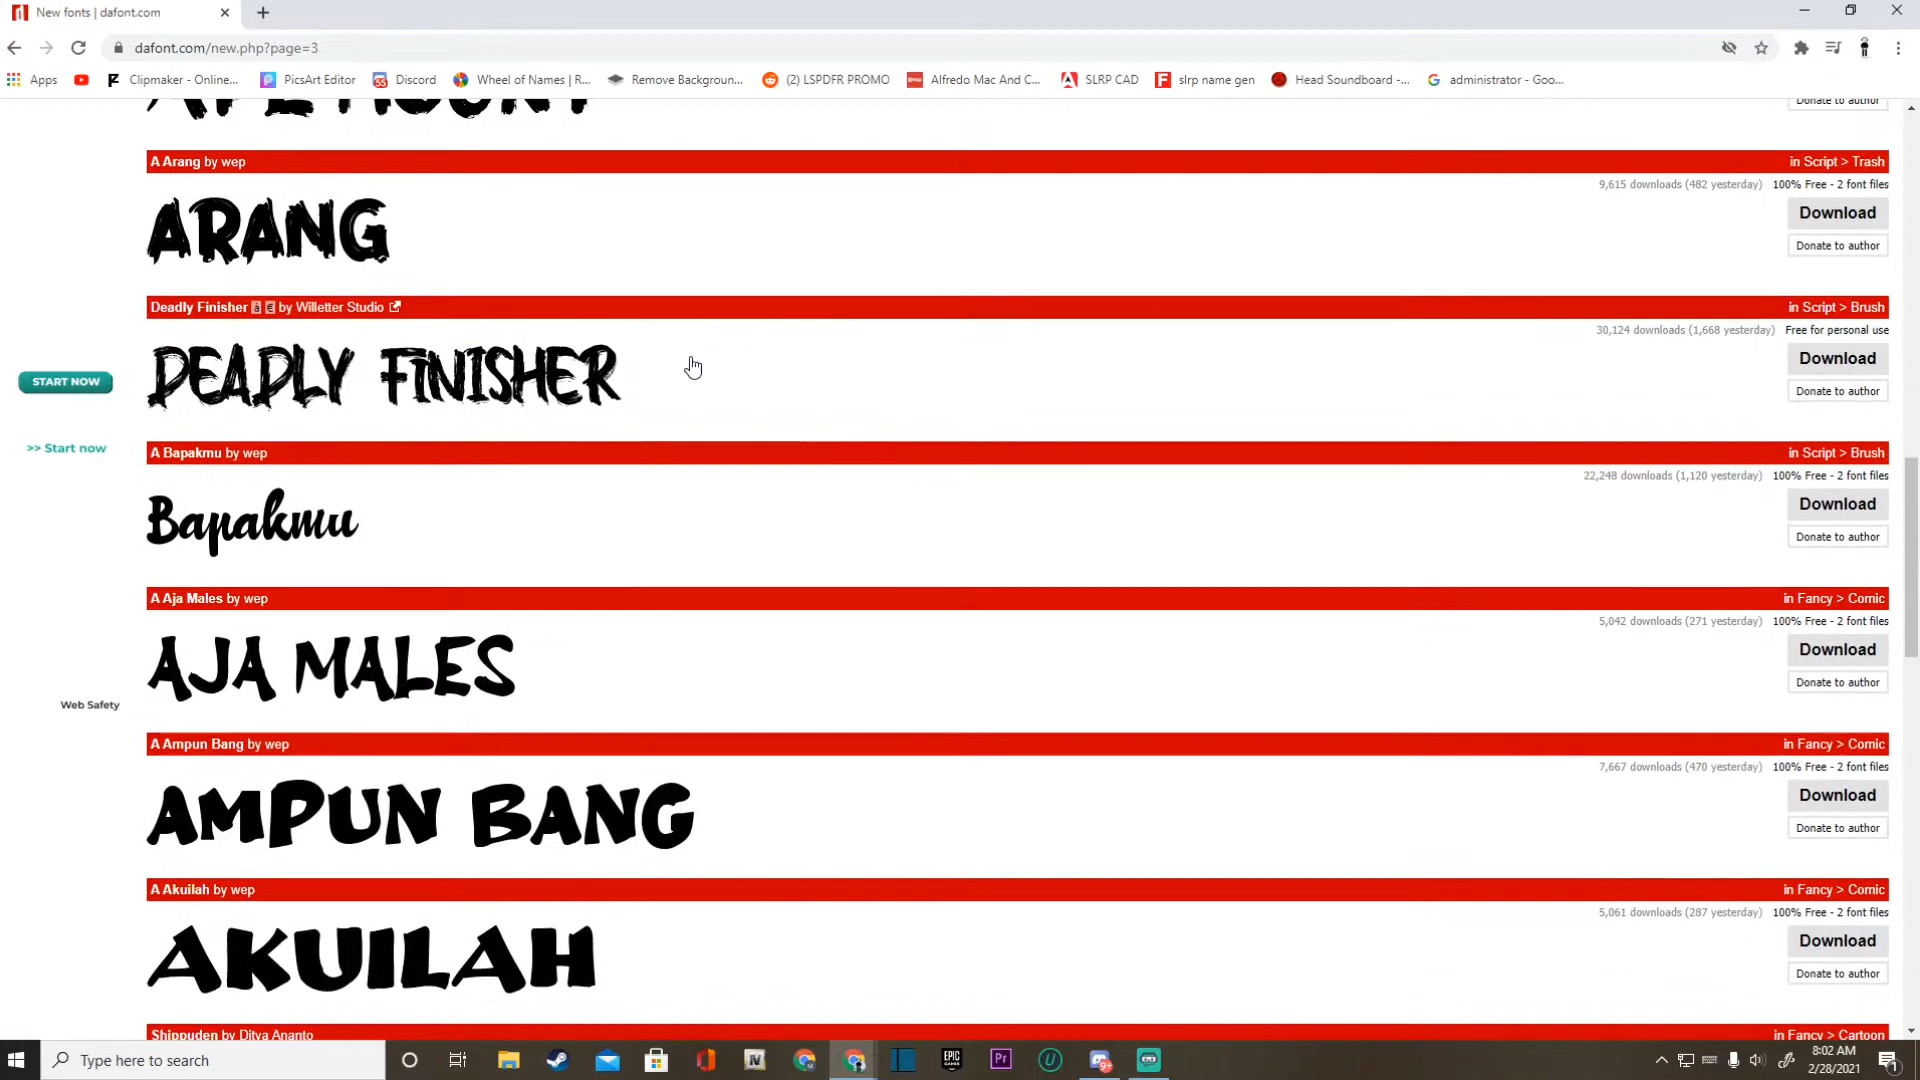 New fonts | dafont.com
dafont.com/new.php?page=3
Apps
Clipmaker - Online...
PicsArt Editor
Discord
Wheel of Names | R...
Remove Backgroun...
(2) LSPDFR PROMO
Alfredo Mac And C...
SLRP CAD
slrp name gen
Head Soundboard -...
administrator - Goo...
Donate to author
A Arang by wep
in Script > Trash
9,615 downloads (482 yesterday) 100% Free - 2 font files
ARANG
Download
Donate to author
Deadly Finisher à € by Willetter Studio
in Script > Brush
30,124 downloads (1,668 yesterday) Free for personal use
DEADLY FINISHER
Download
Donate to author
START NOW
>> Start now
A Bapakmu by wep
in Script > Brush
22,248 downloads (1,120 yesterday) 100% Free - 2 font files
Bapakmu
Download
Donate to author
A Aja Males by wep
in Fancy > Comic
5,042 downloads (271 yesterday) 100% Free - 2 font files
AJA MALES
Download
Donate to author
Web Safety
A Ampun Bang by wep
in Fancy > Comic
7,667 downloads (470 yesterday) 100% Free - 2 font files
AMPUN BANG
Download
Donate to author
A Akuilah by wep
in Fancy > Comic
5,061 downloads (287 yesterday) 100% Free - 2 font files
AKUILAH
Download
Donate to author
Shippuden by Ditya Ananto
in Fancy > Cartoon
Type here to search
IV
EPIC
GAMES
Pr
U
9+
8:02 AM
2/28/2021
1